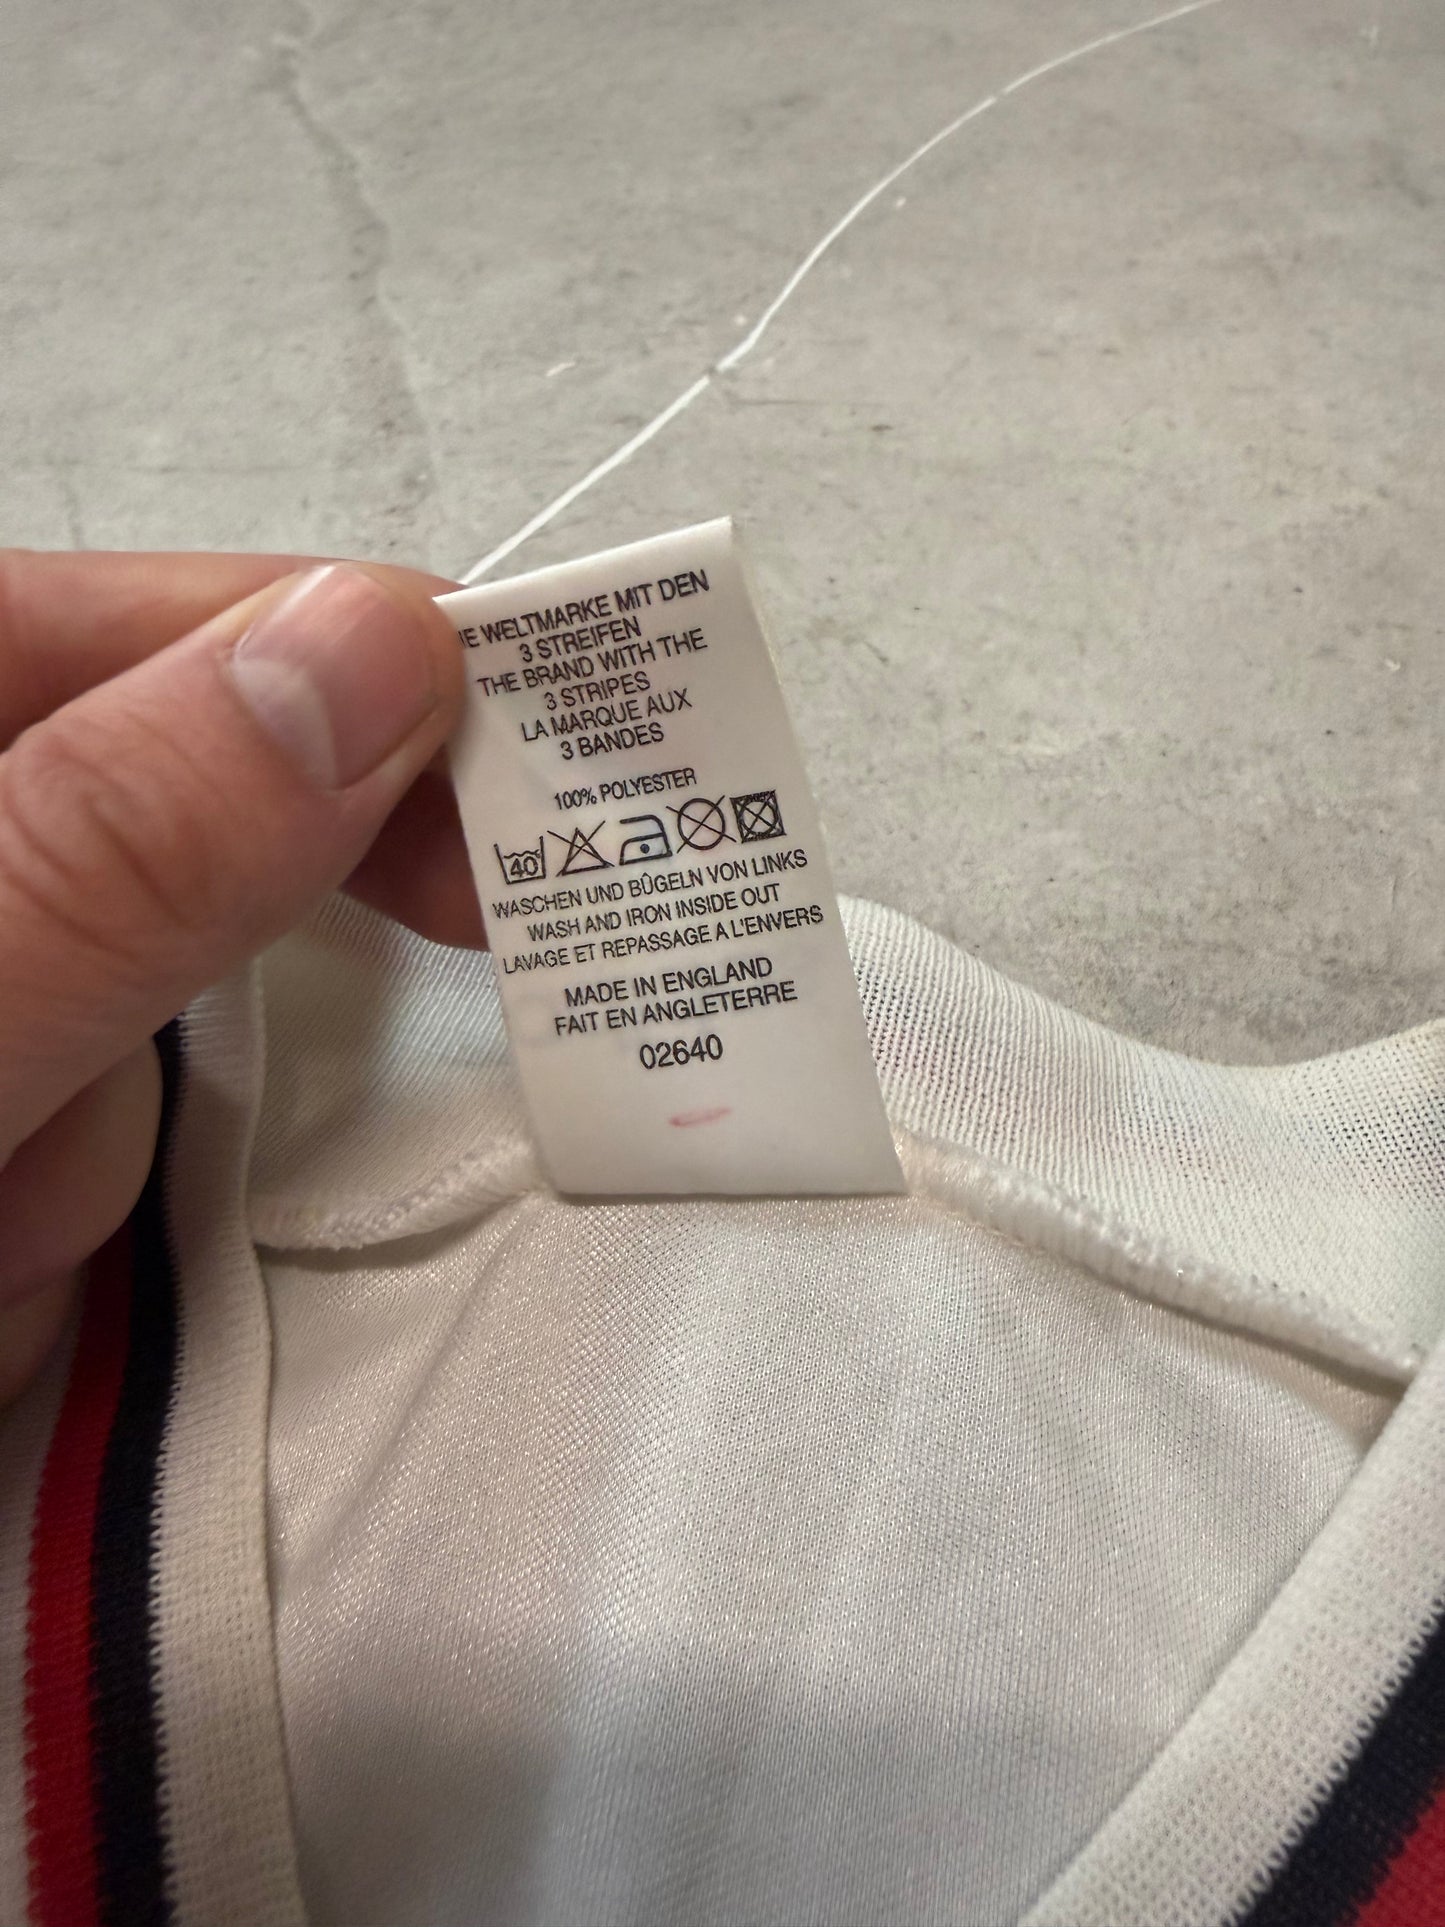 WELTMARKE MIT DEN
3 STREIFEN
THE BRAND WITH THE
3 STRIPES
LA MARQUE AUX
3 BANDES
100% POLYESTER
40
WASCHEN UND BÛGELN VON LINKS
WASH AND IRON INSIDE OUT
LAVAGE ET REPASSAGE A L'ENVERS
MADE IN ENGLAND
FAIT EN ANGLETERRE
02640